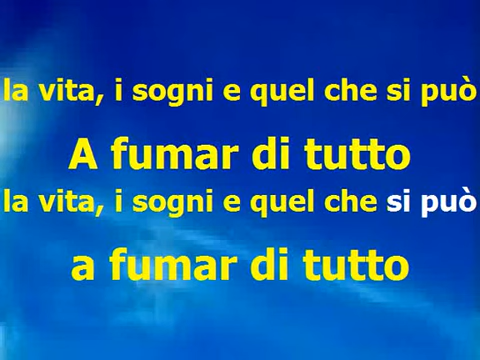 la vita, i sogni e quel che si può
A fumar di tutto
la vita, i sogni e quel che si può
a fumar di tutto